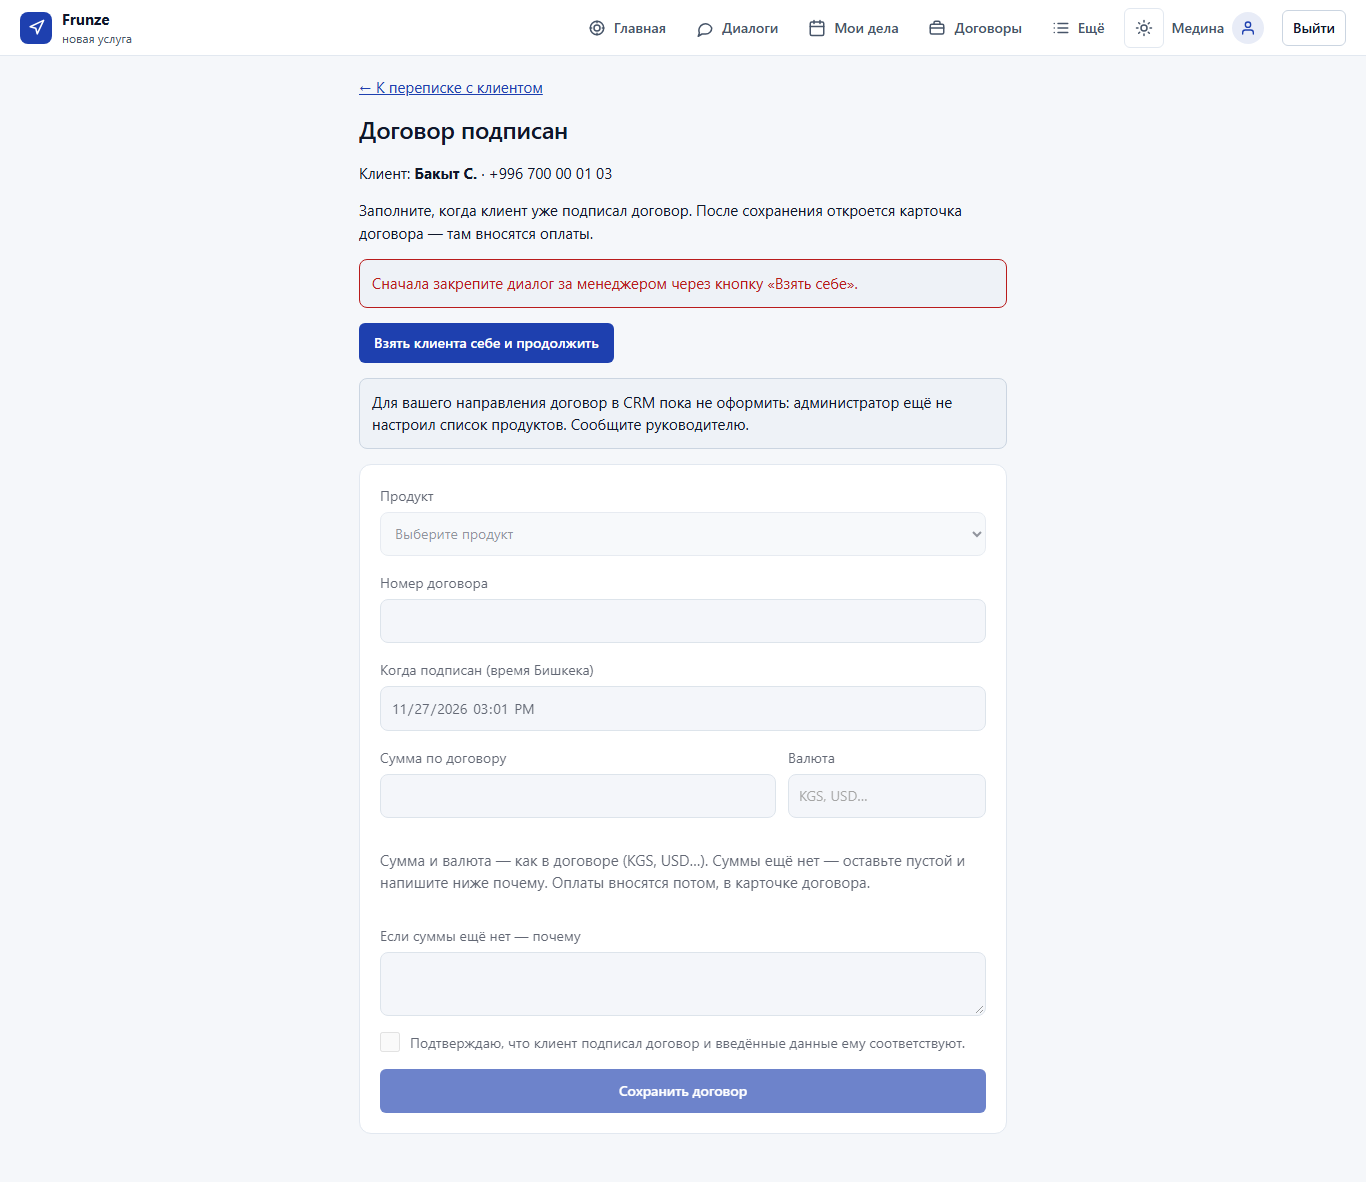 Frunze
новая услуга
Главная
Диалоги
Мои дела
Договоры
Ещё
Медина
Выйти
← К переписке с клиентом
Договор подписан
Клиент: Бакыт С. · +996 700 00 01 03
Заполните, когда клиент уже подписал договор. После сохранения откроется карточка
договора — там вносятся оплаты.
Сначала закрепите диалог за менеджером через кнопку «Взять себе».
Взять клиента себе и продолжить
Для вашего направления договор в CRM пока не оформить: администратор ещё не
настроил список продуктов. Сообщите руководителю.
Продукт
Выберите продукт
Номер договора
Когда подписан (время Бишкека)
11/27/2026 03:01 PM
Сумма по договору
Валюта
KGS, USD...
Сумма и валюта — как в договоре (KGS, USD...). Суммы ещё нет — оставьте пустой и
напишите ниже почему. Оплаты вносятся потом, в карточке договора.
Если суммы ещё нет — почему
Подтверждаю, что клиент подписал договор и введённые данные ему соответствуют.
Сохранить договор